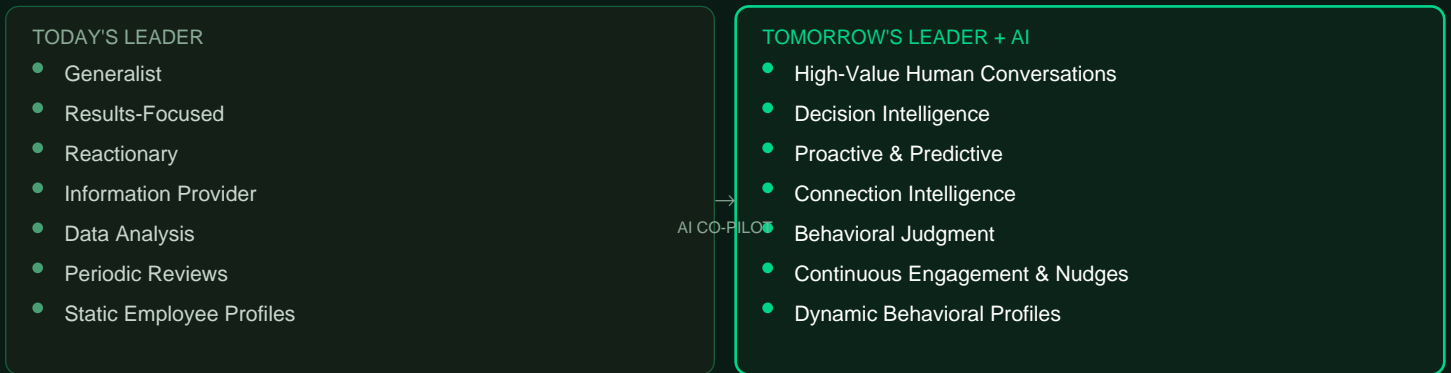 TODAY'S LEADER
Generalist
Results-Focused
Reactionary
Information Provider
Data Analysis
Periodic Reviews
Static Employee Profiles
→
AI CO-PILOT
TOMORROW'S LEADER + AI
High-Value Human Conversations
Decision Intelligence
Proactive & Predictive
Connection Intelligence
Behavioral Judgment
Continuous Engagement & Nudges
Dynamic Behavioral Profiles